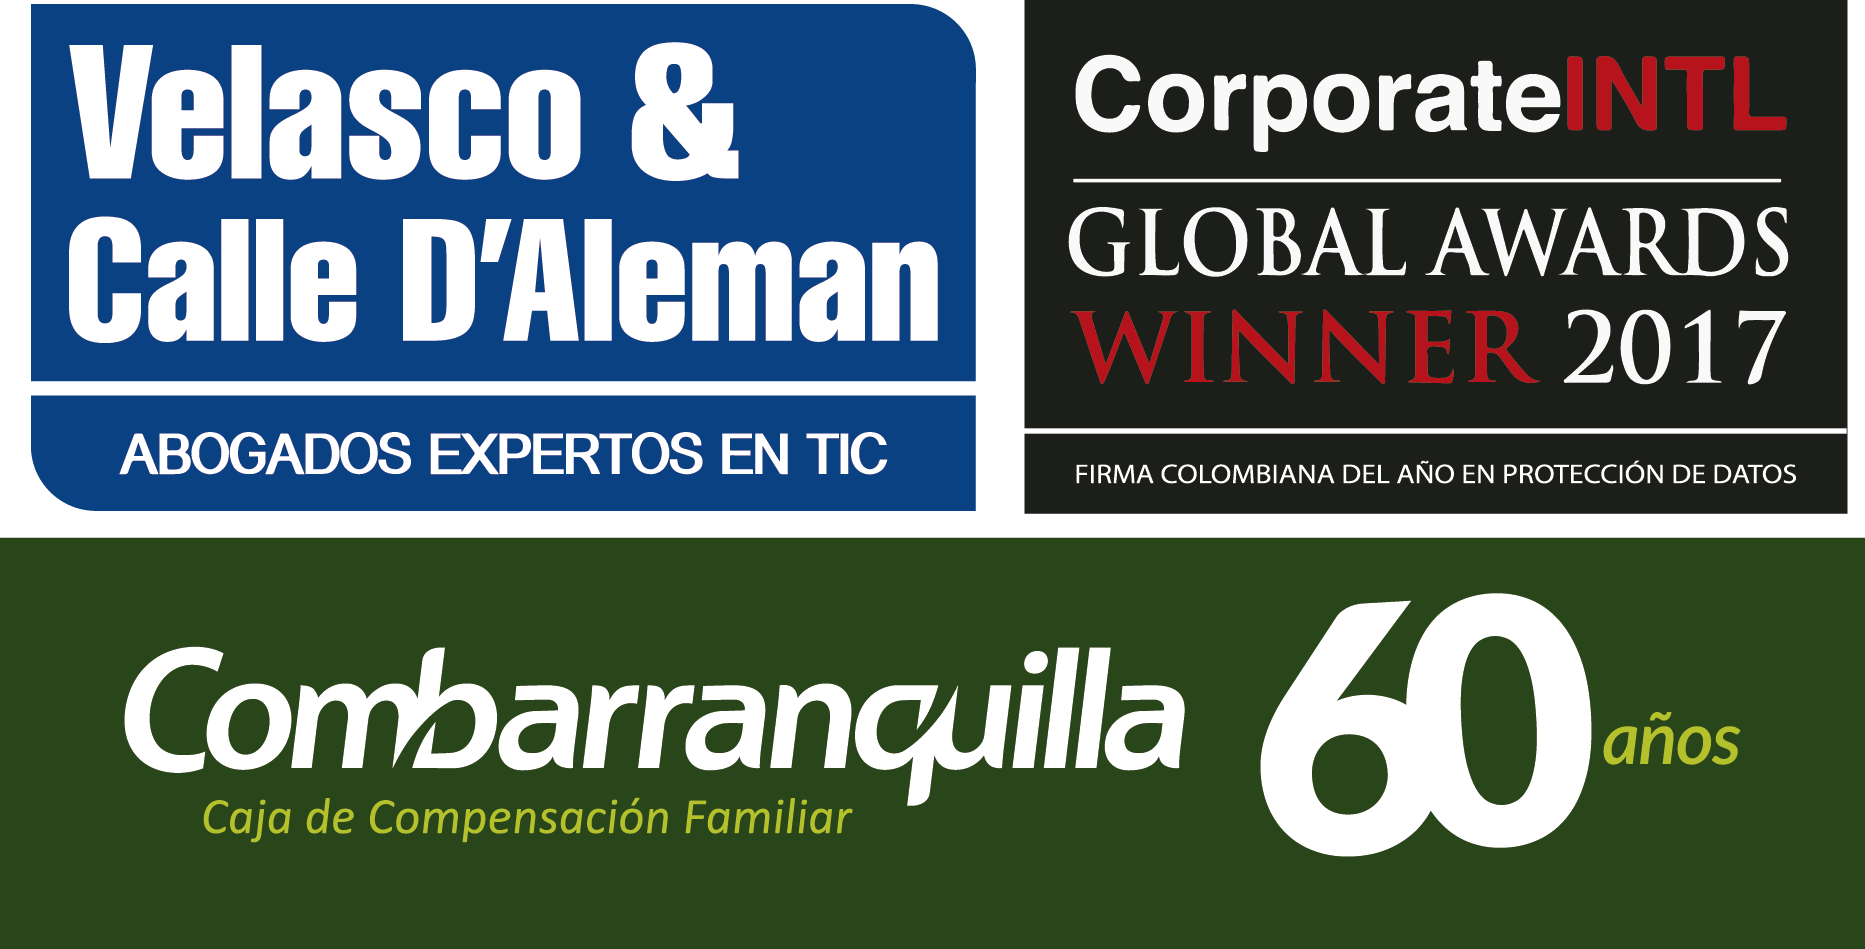 Velasco &
Calle D'Aleman
ABOGADOS EXPERTOS EN TIC
CorporateINTL
GLOBAL AWARDS
WINNER 2017
FIRMA COLOMBIANA DEL AÑO EN PROTECCIÓN DE DATOS
Combarranquilla 60 años
Caja de Compensación Familiar